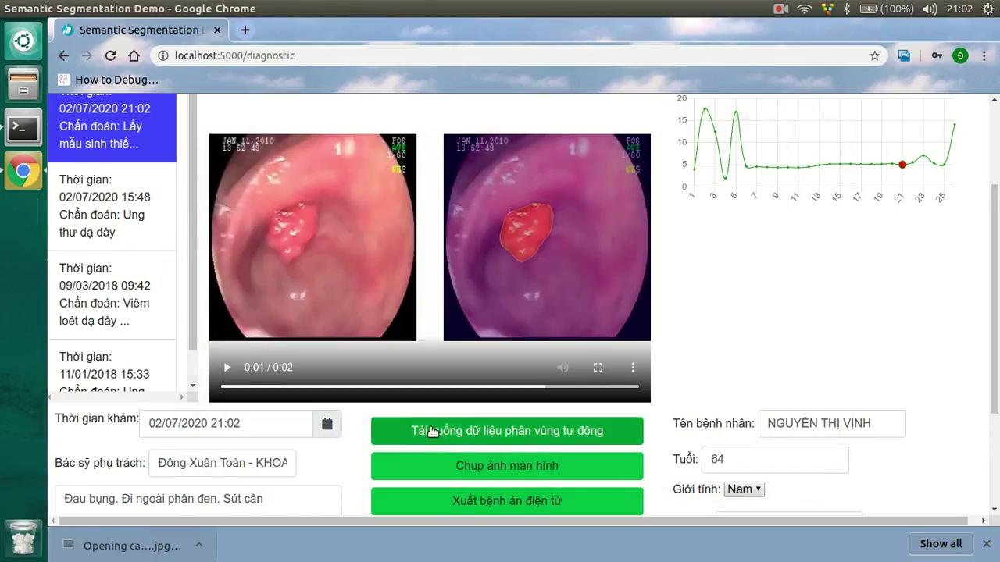 Semantic Segmentation Demo - Google Chrome
(100%)
21:02
Semantic Segmentation
localhost:5000/diagnostic
Đ
How to Debug…
02/07/2020 21:02
Chẩn đoán: Lấy
mẫu sinh thiế...
Thời gian:
02/07/2020 15:48
Chẩn đoán: Ung
thư dạ dày
Thời gian:
09/03/2018 09:42
Chẩn đoán: Viêm
loét dạ dày ...
Thời gian:
11/01/2018 15:33
JAN 11,2010
13:52:49
F06
AVE
1/60
JAN 11,2010
13:52:49
F06
AVE
1/60
0:01 / 0:02
20
15
10
5
0
1
3
5
7
9
11
13
15
17
19
21
23
25
Thời gian khám:
02/07/2020 21:02
Bác sỹ phụ trách:
Đồng Xuân Toàn - KHOA
Đau bụng. Đi ngoài phân đen. Sút cân
Tải xuống dữ liệu phân vùng tự động
Chụp ảnh màn hình
Xuất bệnh án điện tử
Tên bệnh nhân:
NGUYỄN THỊ VỊNH
Tuổi:
64
Giới tính:
Nam
Opening ca....jpg...
Show all